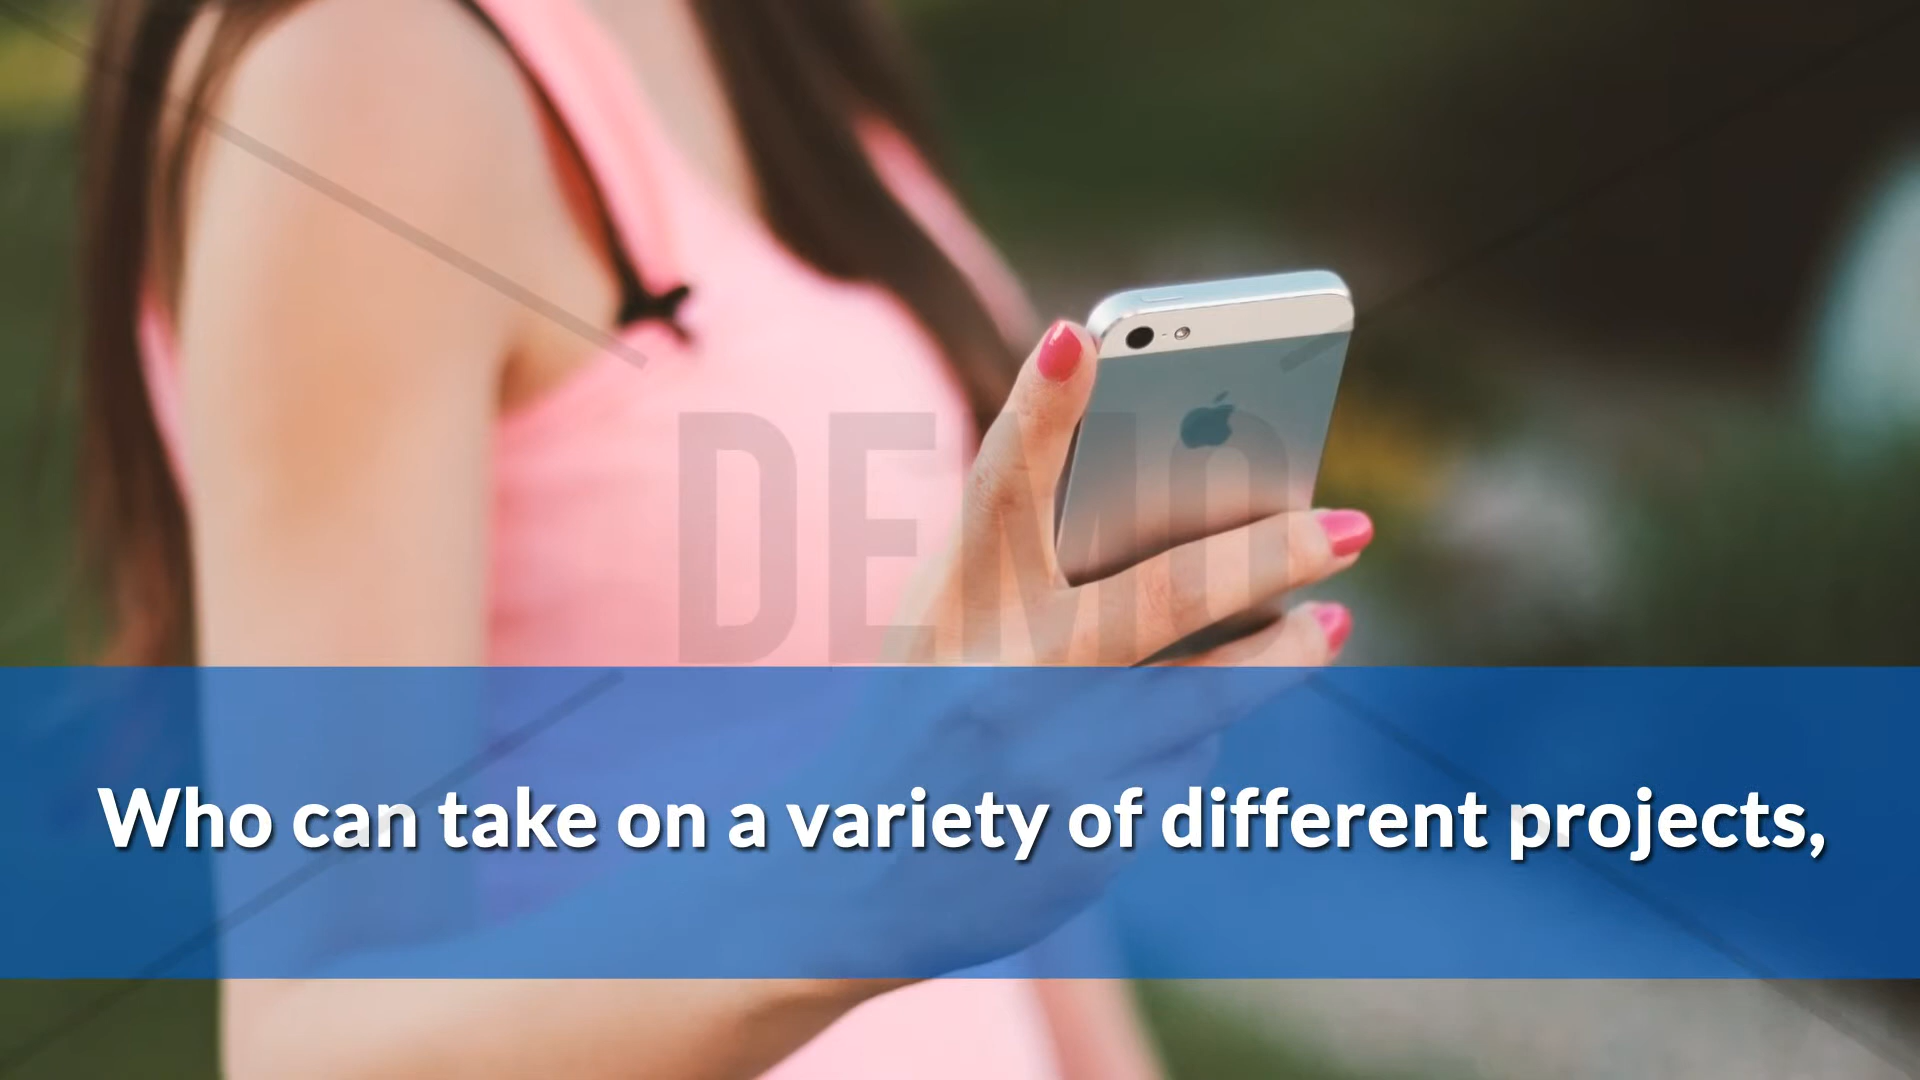 DEMO
Who can take on a variety of different projects,